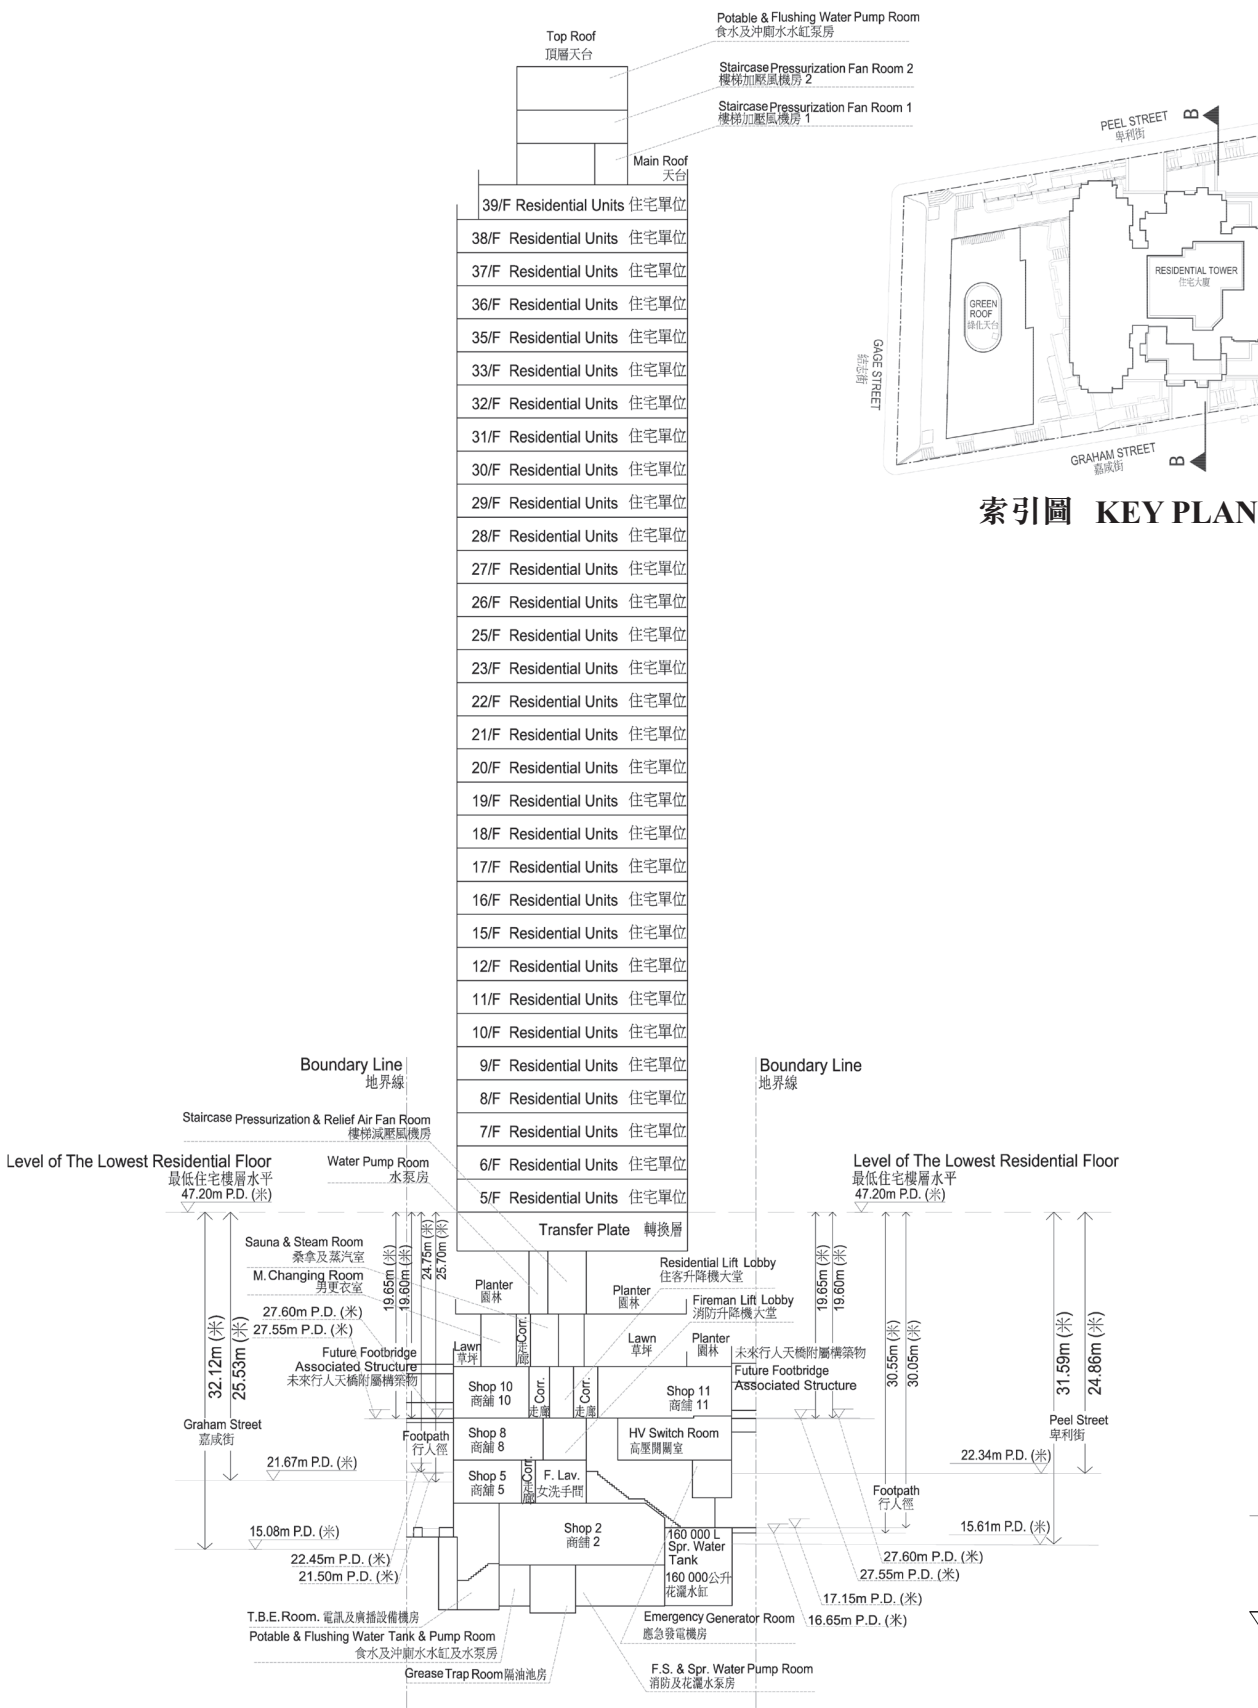 Top Roof
頂層天台
Potable & Flushing Water Pump Room
食水及沖廁水水缸泵房
Staircase Pressurization Fan Room 2
樓梯加壓風機房 2
Staircase Pressurization Fan Room 1
樓梯加壓風機房 1
Main Roof
天台
39/F Residential Units 住宅單位
38/F Residential Units 住宅單位
37/F Residential Units 住宅單位
36/F Residential Units 住宅單位
35/F Residential Units 住宅單位
33/F Residential Units 住宅單位
32/F Residential Units 住宅單位
31/F Residential Units 住宅單位
30/F Residential Units 住宅單位
29/F Residential Units 住宅單位
28/F Residential Units 住宅單位
27/F Residential Units 住宅單位
26/F Residential Units 住宅單位
25/F Residential Units 住宅單位
23/F Residential Units 住宅單位
22/F Residential Units 住宅單位
21/F Residential Units 住宅單位
20/F Residential Units 住宅單位
19/F Residential Units 住宅單位
18/F Residential Units 住宅單位
17/F Residential Units 住宅單位
16/F Residential Units 住宅單位
15/F Residential Units 住宅單位
12/F Residential Units 住宅單位
11/F Residential Units 住宅單位
10/F Residential Units 住宅單位
9/F Residential Units 住宅單位
8/F Residential Units 住宅單位
7/F Residential Units 住宅單位
6/F Residential Units 住宅單位
5/F Residential Units 住宅單位
Transfer Plate 轉換層
PEEL STREET
卑利街
B
RESIDENTIAL TOWER
住宅大廈
GREEN
ROOF
綠化天台
GAGE STREET
結志街
GRAHAM STREET
嘉咸街
B
索引圖 KEY PLAN
Boundary Line
地界線
Boundary Line
地界線
Staircase Pressurization & Relief Air Fan Room
樓梯減壓風機房
Level of The Lowest Residential Floor
最低住宅樓層水平
47.20m P.D. (米)
Water Pump Room
水泵房
Level of The Lowest Residential Floor
最低住宅樓層水平
47.20m P.D. (米)
Sauna & Steam Room
桑拿及蒸汽室
M. Changing Room
男更衣室
27.60m P.D. (米)
27.55m P.D. (米)
Future Footbridge
Associated Structure
未來行人天橋附屬構築物
32.12m (米)
25.53m (米)
19.65m (米)
19.60m (米)
24.75m (米)
25.70m (米)
Planter
園林
Planter
園林
Residential Lift Lobby
住客升降機大堂
Fireman Lift Lobby
消防升降機大堂
Corr.
走廊
Lawn
草坪
Lawn
草坪
Planter
園林
未來行人天橋附屬構築物
Future Footbridge
Associated Structure
19.65m (米)
19.60m (米)
30.55m (米)
30.05m (米)
31.59m (米)
24.86m (米)
Shop 10
商舖 10
Corr.
走廊
Corr.
走廊
Shop 11
商舖 11
Graham Street
嘉咸街
Footpath
行人徑
Shop 8
商舖 8
HV Switch Room
高壓開關室
Peel Street
卑利街
21.67m P.D. (米)
22.34m P.D. (米)
Shop 5
商舖 5
Corr.
走廊
F. Lav.
女洗手間
Footpath
行人徑
15.08m P.D. (米)
Shop 2
商舖 2
160 000 L
Spr. Water
Tank
160 000公升
花灑水缸
15.61m P.D. (米)
22.45m P.D. (米)
21.50m P.D. (米)
27.60m P.D. (米)
27.55m P.D. (米)
17.15m P.D. (米)
16.65m P.D. (米)
T.B.E. Room. 電訊及廣播設備機房
Potable & Flushing Water Tank & Pump Room
食水及沖廁水水缸及水泵房
Grease Trap Room 隔油池房
Emergency Generator Room
應急發電機房
F.S. & Spr. Water Pump Room
消防及花灑水泵房